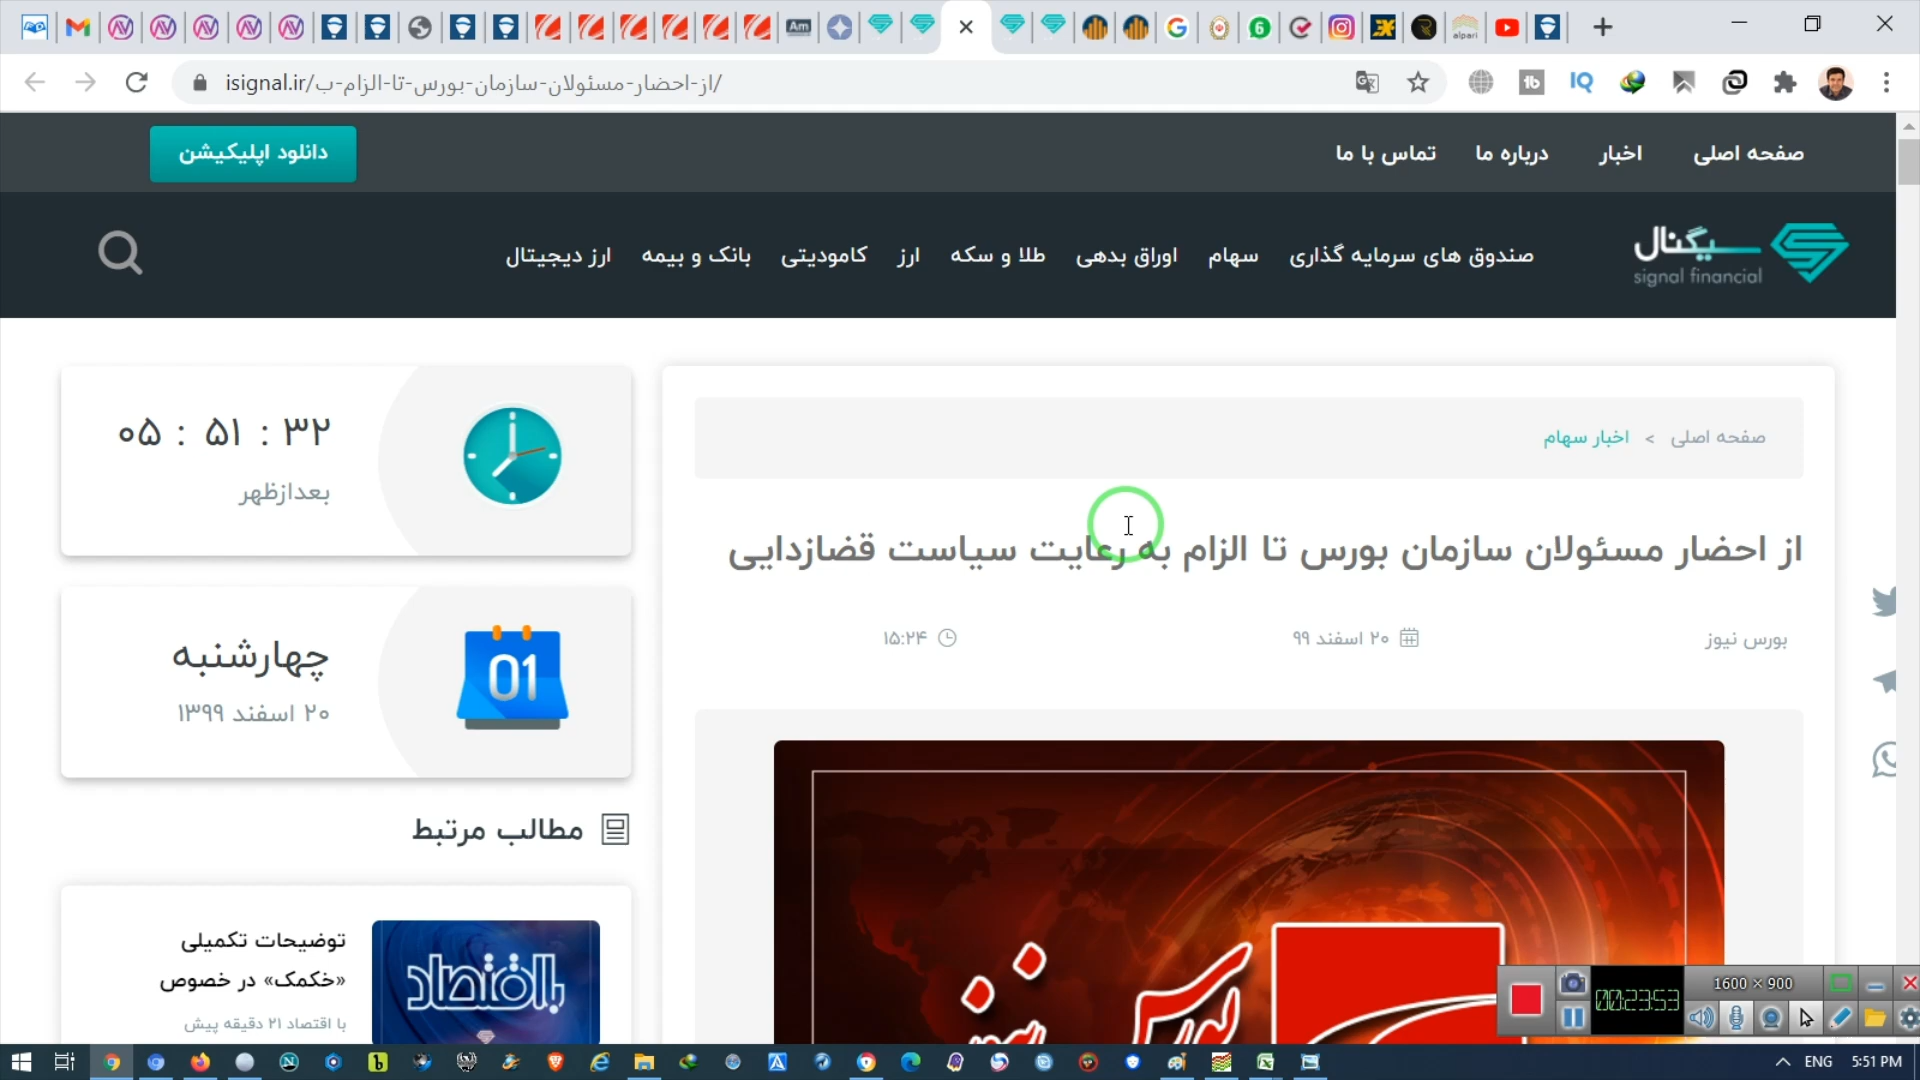 Am
alpari
isignal.ir/از-احضار-مسئولان-سازمان-بورس-تا-الزام-ب/
IQ
صفحه اصلی
اخبار
درباره ما
تماس با ما
دانلود اپلیکیشن
سیگنال
signal financial
صندوق های سرمایه گذاری
سهام
اوراق بدهی
طلا و سکه
ارز
کامودیتی
بانک و بیمه
ارز دیجیتال
صفحه اصلی > اخبار سهام
از احضار مسئولان سازمان بورس تا الزام به رعایت سیاست قضازدایی
بورس نیوز
۲۰ اسفند ۹۹
۱۵:۲۴
۰۵ : ۵۱ : ۳۲
بعدازظهر
01
چهارشنبه
۲۰ اسفند ۱۳۹۹
مطالب مرتبط
توضیحات تکمیلی
«خکمک» در خصوص
با اقتصاد ۲۱ دقیقه پیش
بااقتصاد
00:23:53
1600 × 900
ENG
5:51 PM